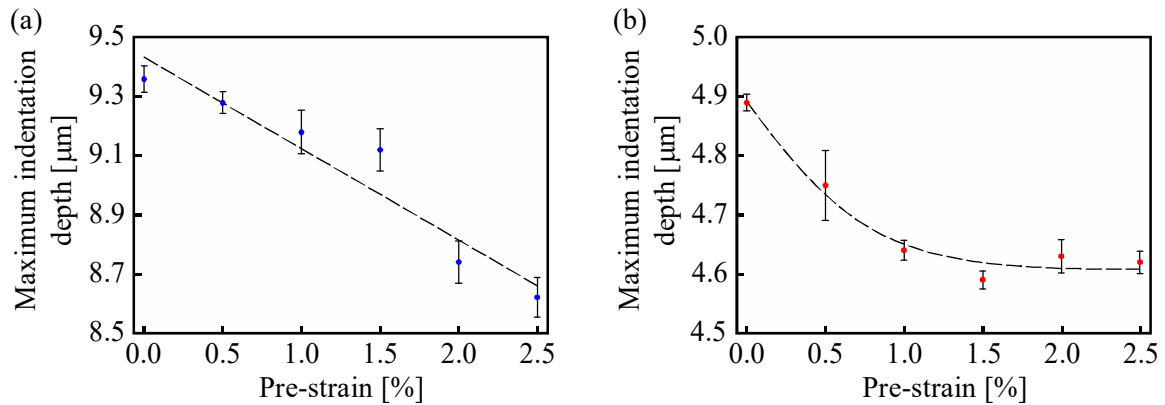 (a)
9.5
9.3
9.1
8.9
8.7
8.5
Maximum indentation
depth [µm]
0.0 0.5 1.0 1.5 2.0 2.5
Pre-strain [%]
(b)
5.0
4.9
4.8
4.7
4.6
4.5
Maximum indentation
depth [µm]
0.0 0.5 1.0 1.5 2.0 2.5
Pre-strain [%]